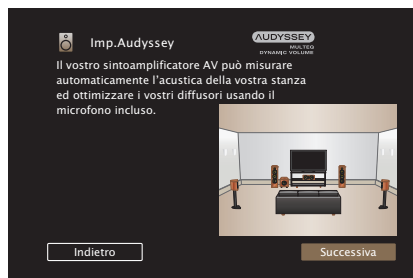 Imp.Audyssey
AUDYSSEY
MULTEQ
DYNAMIC VOLUME
Il vostro sintoamplificatore AV può misurare
automaticamente l'acustica della vostra stanza
ed ottimizzare i vostri diffusori usando il
microfono incluso.
Indietro
Successiva